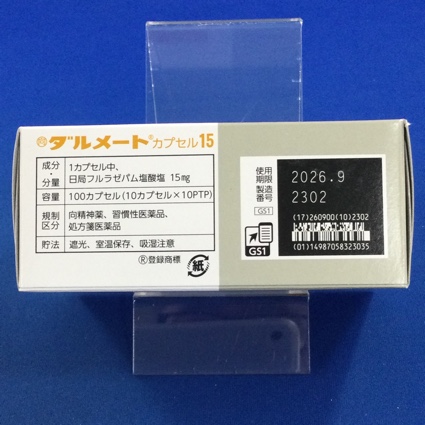 ダルメート®カプセル15
成分・分量
1カプセル中、
日局フルラゼパム塩酸塩 15mg
容量
100カプセル(10カプセル×10PTP)
規制区分
向精神薬、習慣性医薬品、
処方箋医薬品
貯法
遮光、室温保存、吸湿注意
®登録商標
紙
使用期限
2026.9
製造番号
2302
GS1
(17)260900(10)2302
(01)14987058323035
GS1